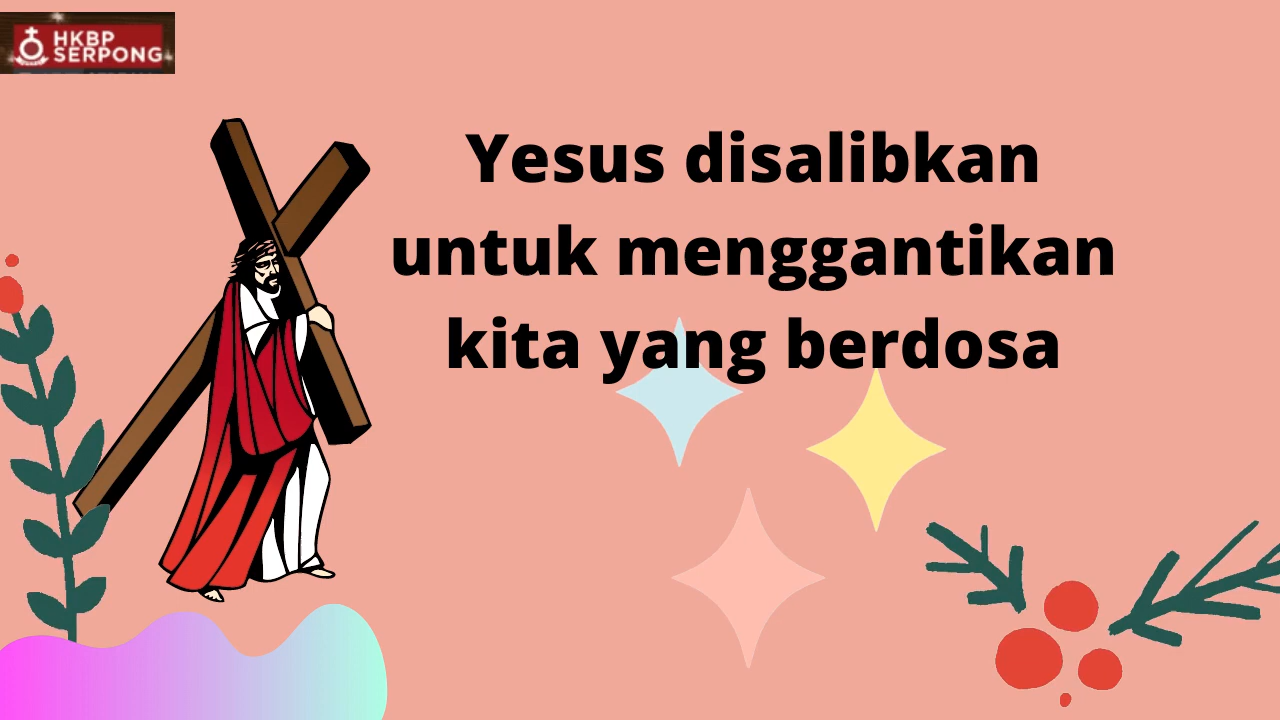 HKBP
SERPONG
Yesus disalibkan
untuk menggantikan
kita yang berdosa